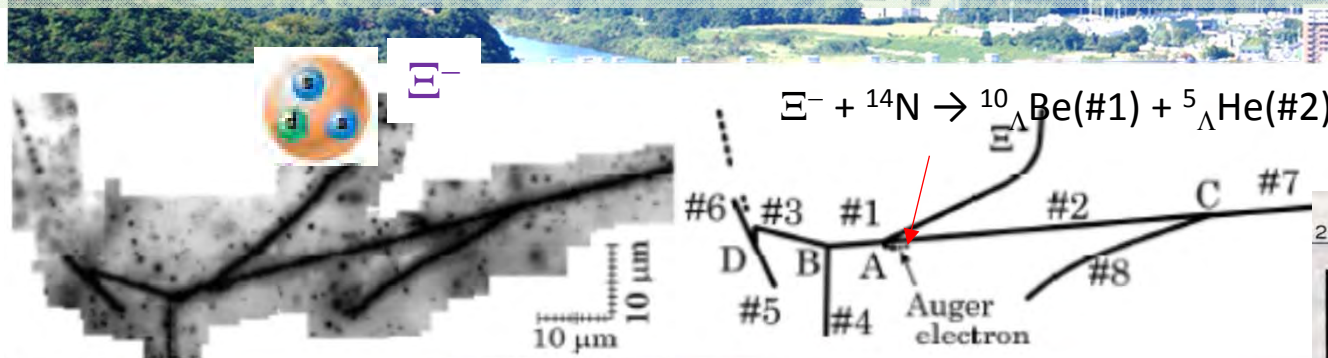 Ξ⁻
s
d s
Ξ⁻ + ¹⁴N → ¹⁰ΛBe(#1) + ⁵ΛHe(#2)
Ξ⁻
#6 #3 #1 #2 C #7
D B A #8
#5 #4 Auger
electron
10 μm
10 μm
2